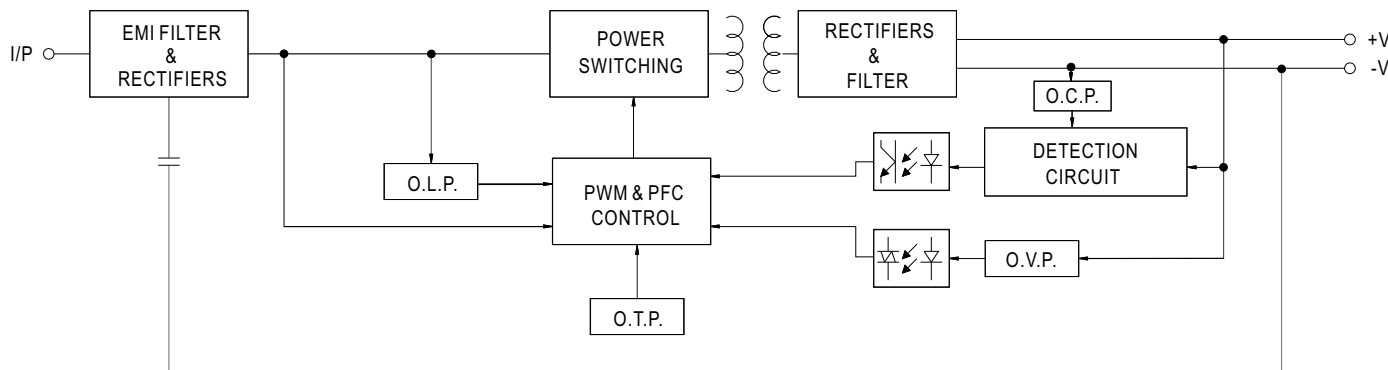 EMI FILTER
&
RECTIFIERS
POWER
SWITCHING
RECTIFIERS
&
FILTER
I/P
+V
-V
O.C.P.
DETECTION
CIRCUIT
O.L.P.
PWM & PFC
CONTROL
O.V.P.
O.T.P.